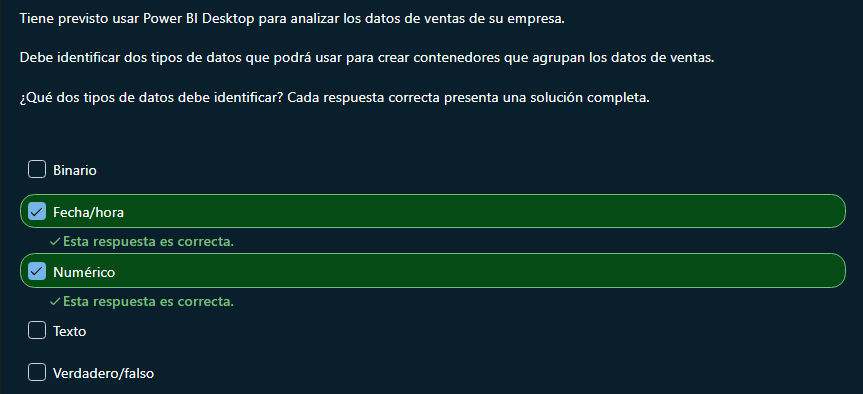 Tiene previsto usar Power BI Desktop para analizar los datos de ventas de su empresa.
Debe identificar dos tipos de datos que podrá usar para crear contenedores que agrupan los datos de ventas.
¿Qué dos tipos de datos debe identificar? Cada respuesta correcta presenta una solución completa.
Binario
Fecha/hora
Esta respuesta es correcta.
Numérico
Esta respuesta es correcta.
Texto
Verdadero/falso